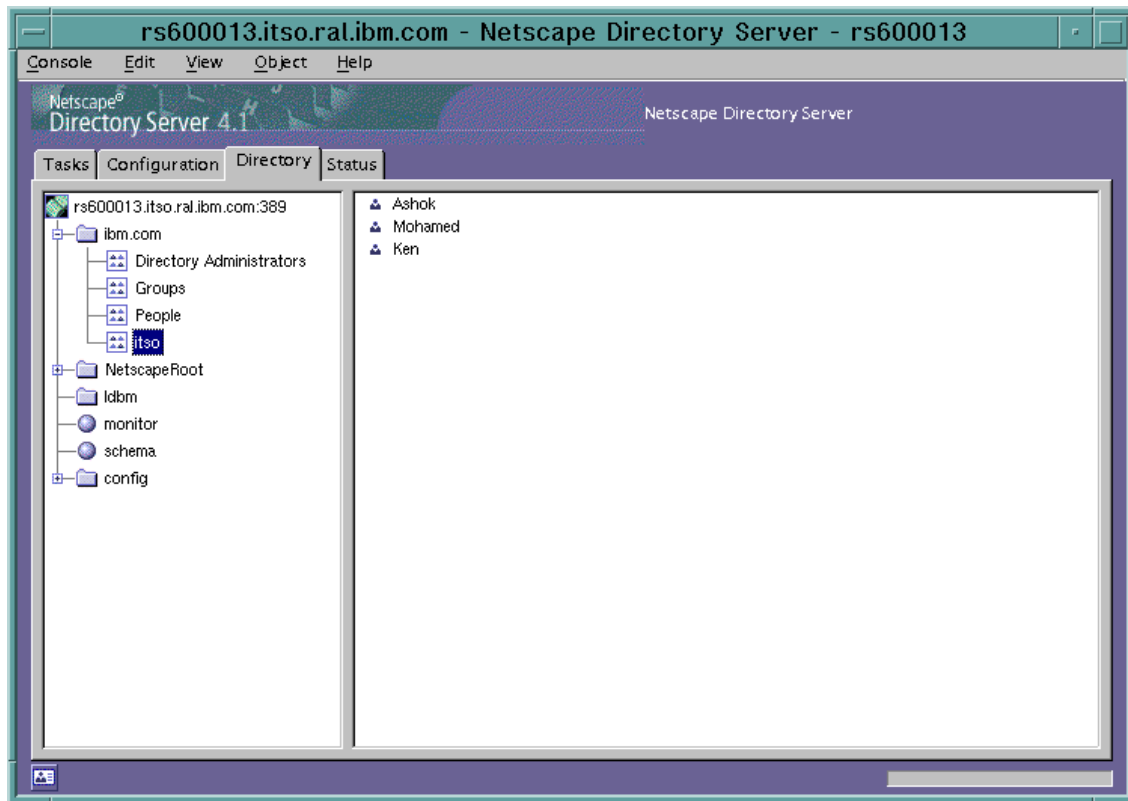 rs600013.itso.ral.ibm.com - Netscape Directory Server - rs600013
Console Edit View Object Help
Netscape®
Directory Server 4.1
Netscape Directory Server
Tasks Configuration Directory Status
rs600013.itso.ral.ibm.com:389
ibm.com
Directory Administrators
Groups
People
itso
NetscapeRoot
ldbm
monitor
schema
config
Ashok
Mohamed
Ken